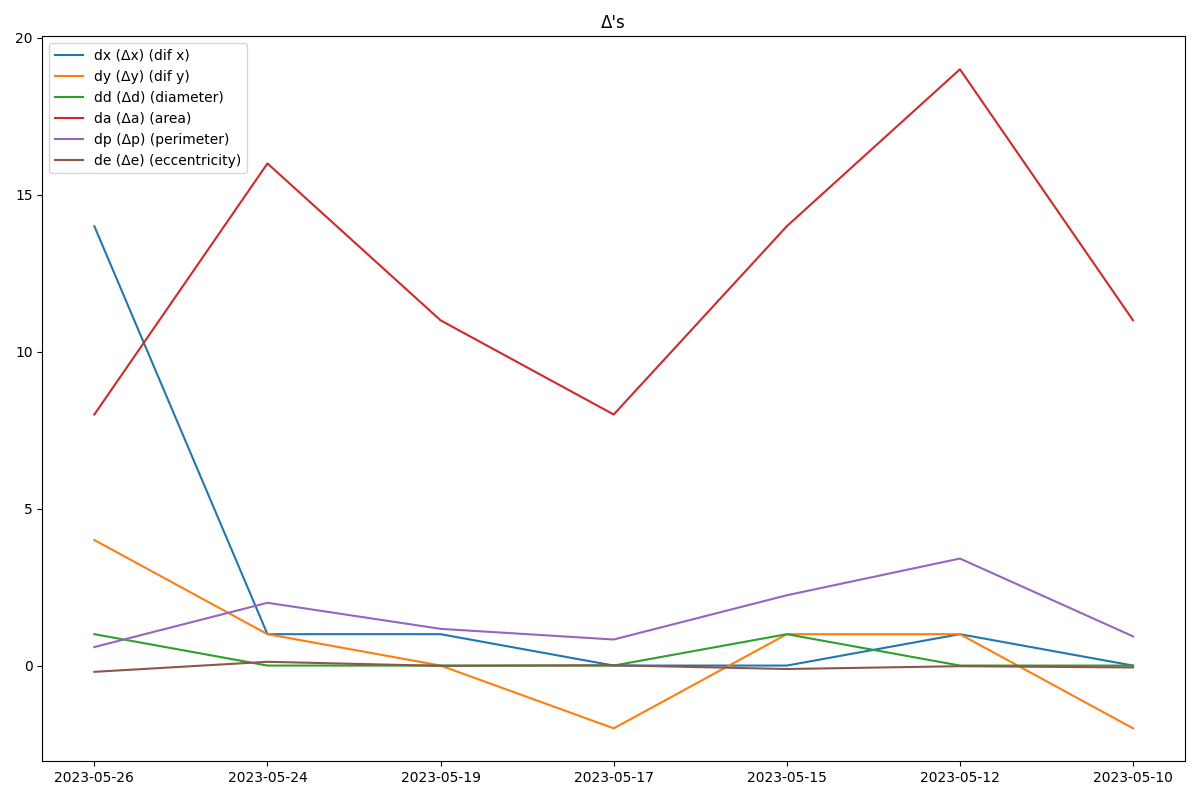 Δ's
dx (Δx) (dif x)
dy (Δy) (dif y)
dd (Δd) (diameter)
da (Δa) (area)
dp (Δp) (perimeter)
de (Δe) (eccentricity)
20
15
10
5
0
2023-05-26 2023-05-24 2023-05-19 2023-05-17 2023-05-15 2023-05-12 2023-05-10